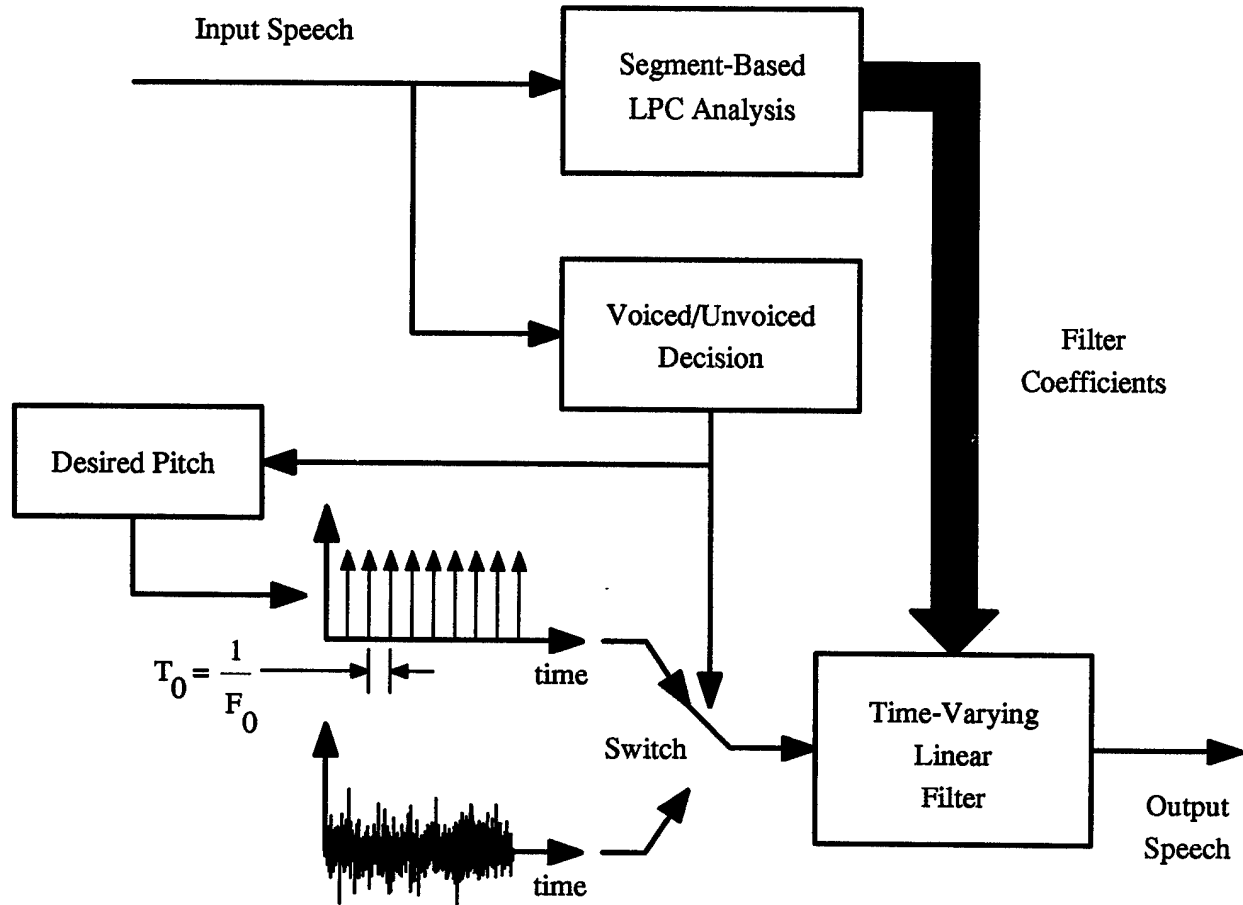 Input Speech
Segment-Based
LPC Analysis
Voiced/Unvoiced
Decision
Filter
Coefficients
Desired Pitch
T0 = 1/F0
time
Switch
Time-Varying
Linear
Filter
Output
Speech
time